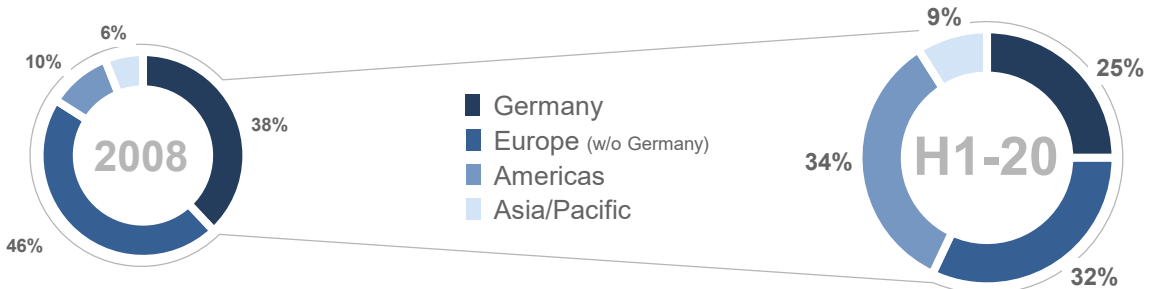 6%
10%
38%
2008
46%
Germany
Europe (w/o Germany)
Americas
Asia/Pacific
9%
25%
34%
H1-20
32%